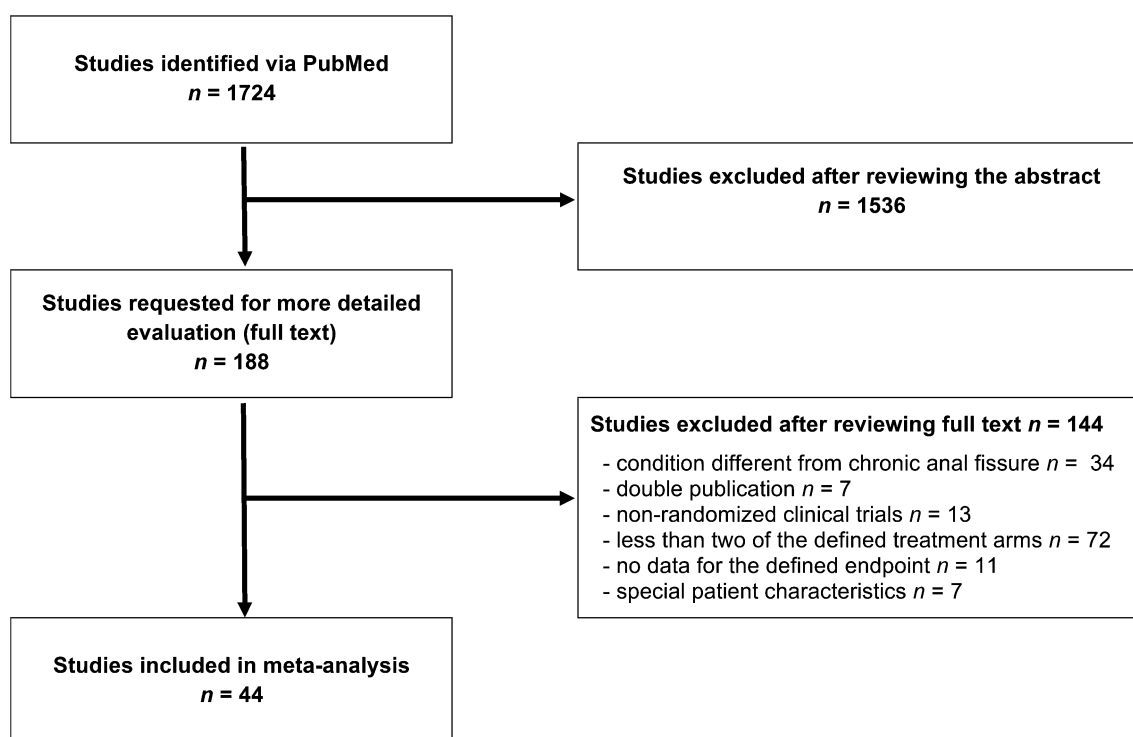 Studies identified via PubMed
n = 1724
Studies excluded after reviewing the abstract
n = 1536
Studies requested for more detailed
evaluation (full text)
n = 188
Studies excluded after reviewing full text n = 144
- condition different from chronic anal fissure n =  34
- double publication n = 7
- non-randomized clinical trials n = 13
- less than two of the defined treatment arms n = 72
- no data for the defined endpoint n = 11
- special patient characteristics n = 7
Studies included in meta-analysis
n = 44